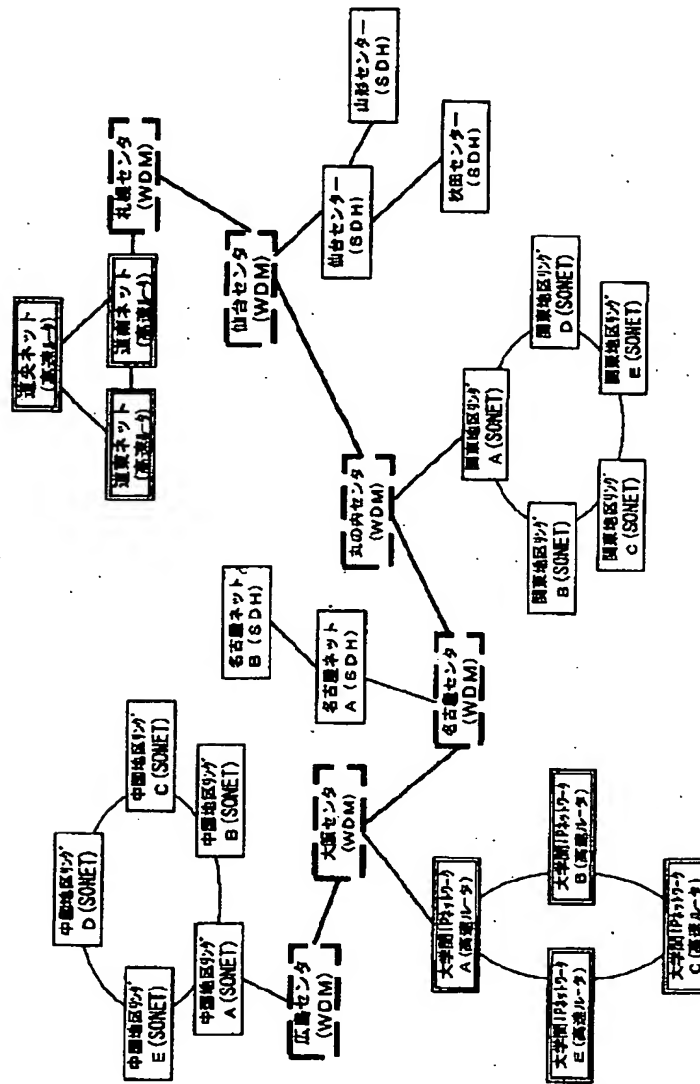 道央ネット
(高速ルータ)
道東ネット
(高速ルータ)
道南ネット
(高速ルータ)
札幌センタ
(WDM)
仙台センタ
(WDM)
仙台センター
(SDH)
山形センター
(SDH)
秋田センター
(SDH)
丸の内センタ
(WDM)
関東地区リング
A (SONET)
関東地区リング
B (SONET)
関東地区リング
C (SONET)
関東地区リング
D (SONET)
関東地区リング
E (SONET)
名古屋ネット
B (SDH)
名古屋ネット
A (SDH)
名古屋センタ
(WDM)
大阪センタ
(WDM)
広島センタ
(WDM)
中国地区リング
A (SONET)
中国地区リング
B (SONET)
中国地区リング
C (SONET)
中国地区リング
D (SONET)
中国地区リング
E (SONET)
大学間IPネットワーク
A (高速ルータ)
大学間IPネットワーク
B (高速ルータ)
大学間IPネットワーク
E (高速ルータ)
大学間IPネットワーク
C (高速ルータ)